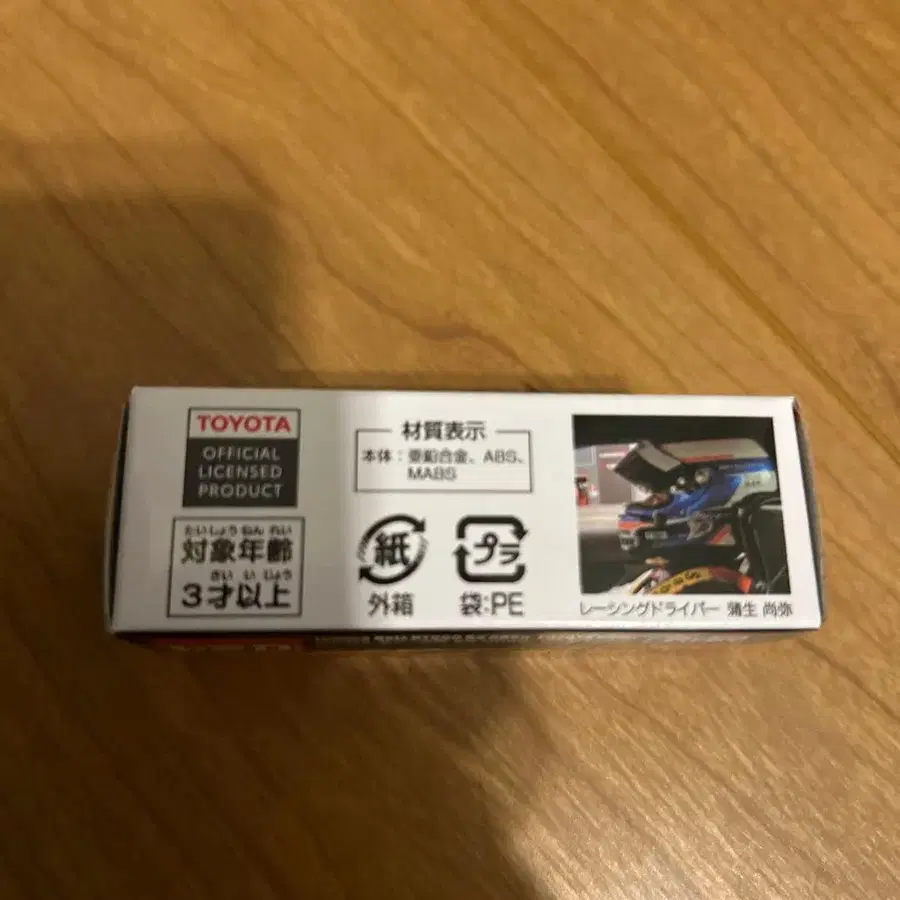 TOYOTA
OFFICIAL
LICENSED
PRODUCT
たいしょうねんれい
対象年齢
さいいじょう
3才以上
材質表示
本体：亜鉛合金、ABS、
MABS
紙
外箱
プラ
袋:PE
レーシングドライバー 蒲生 尚弥